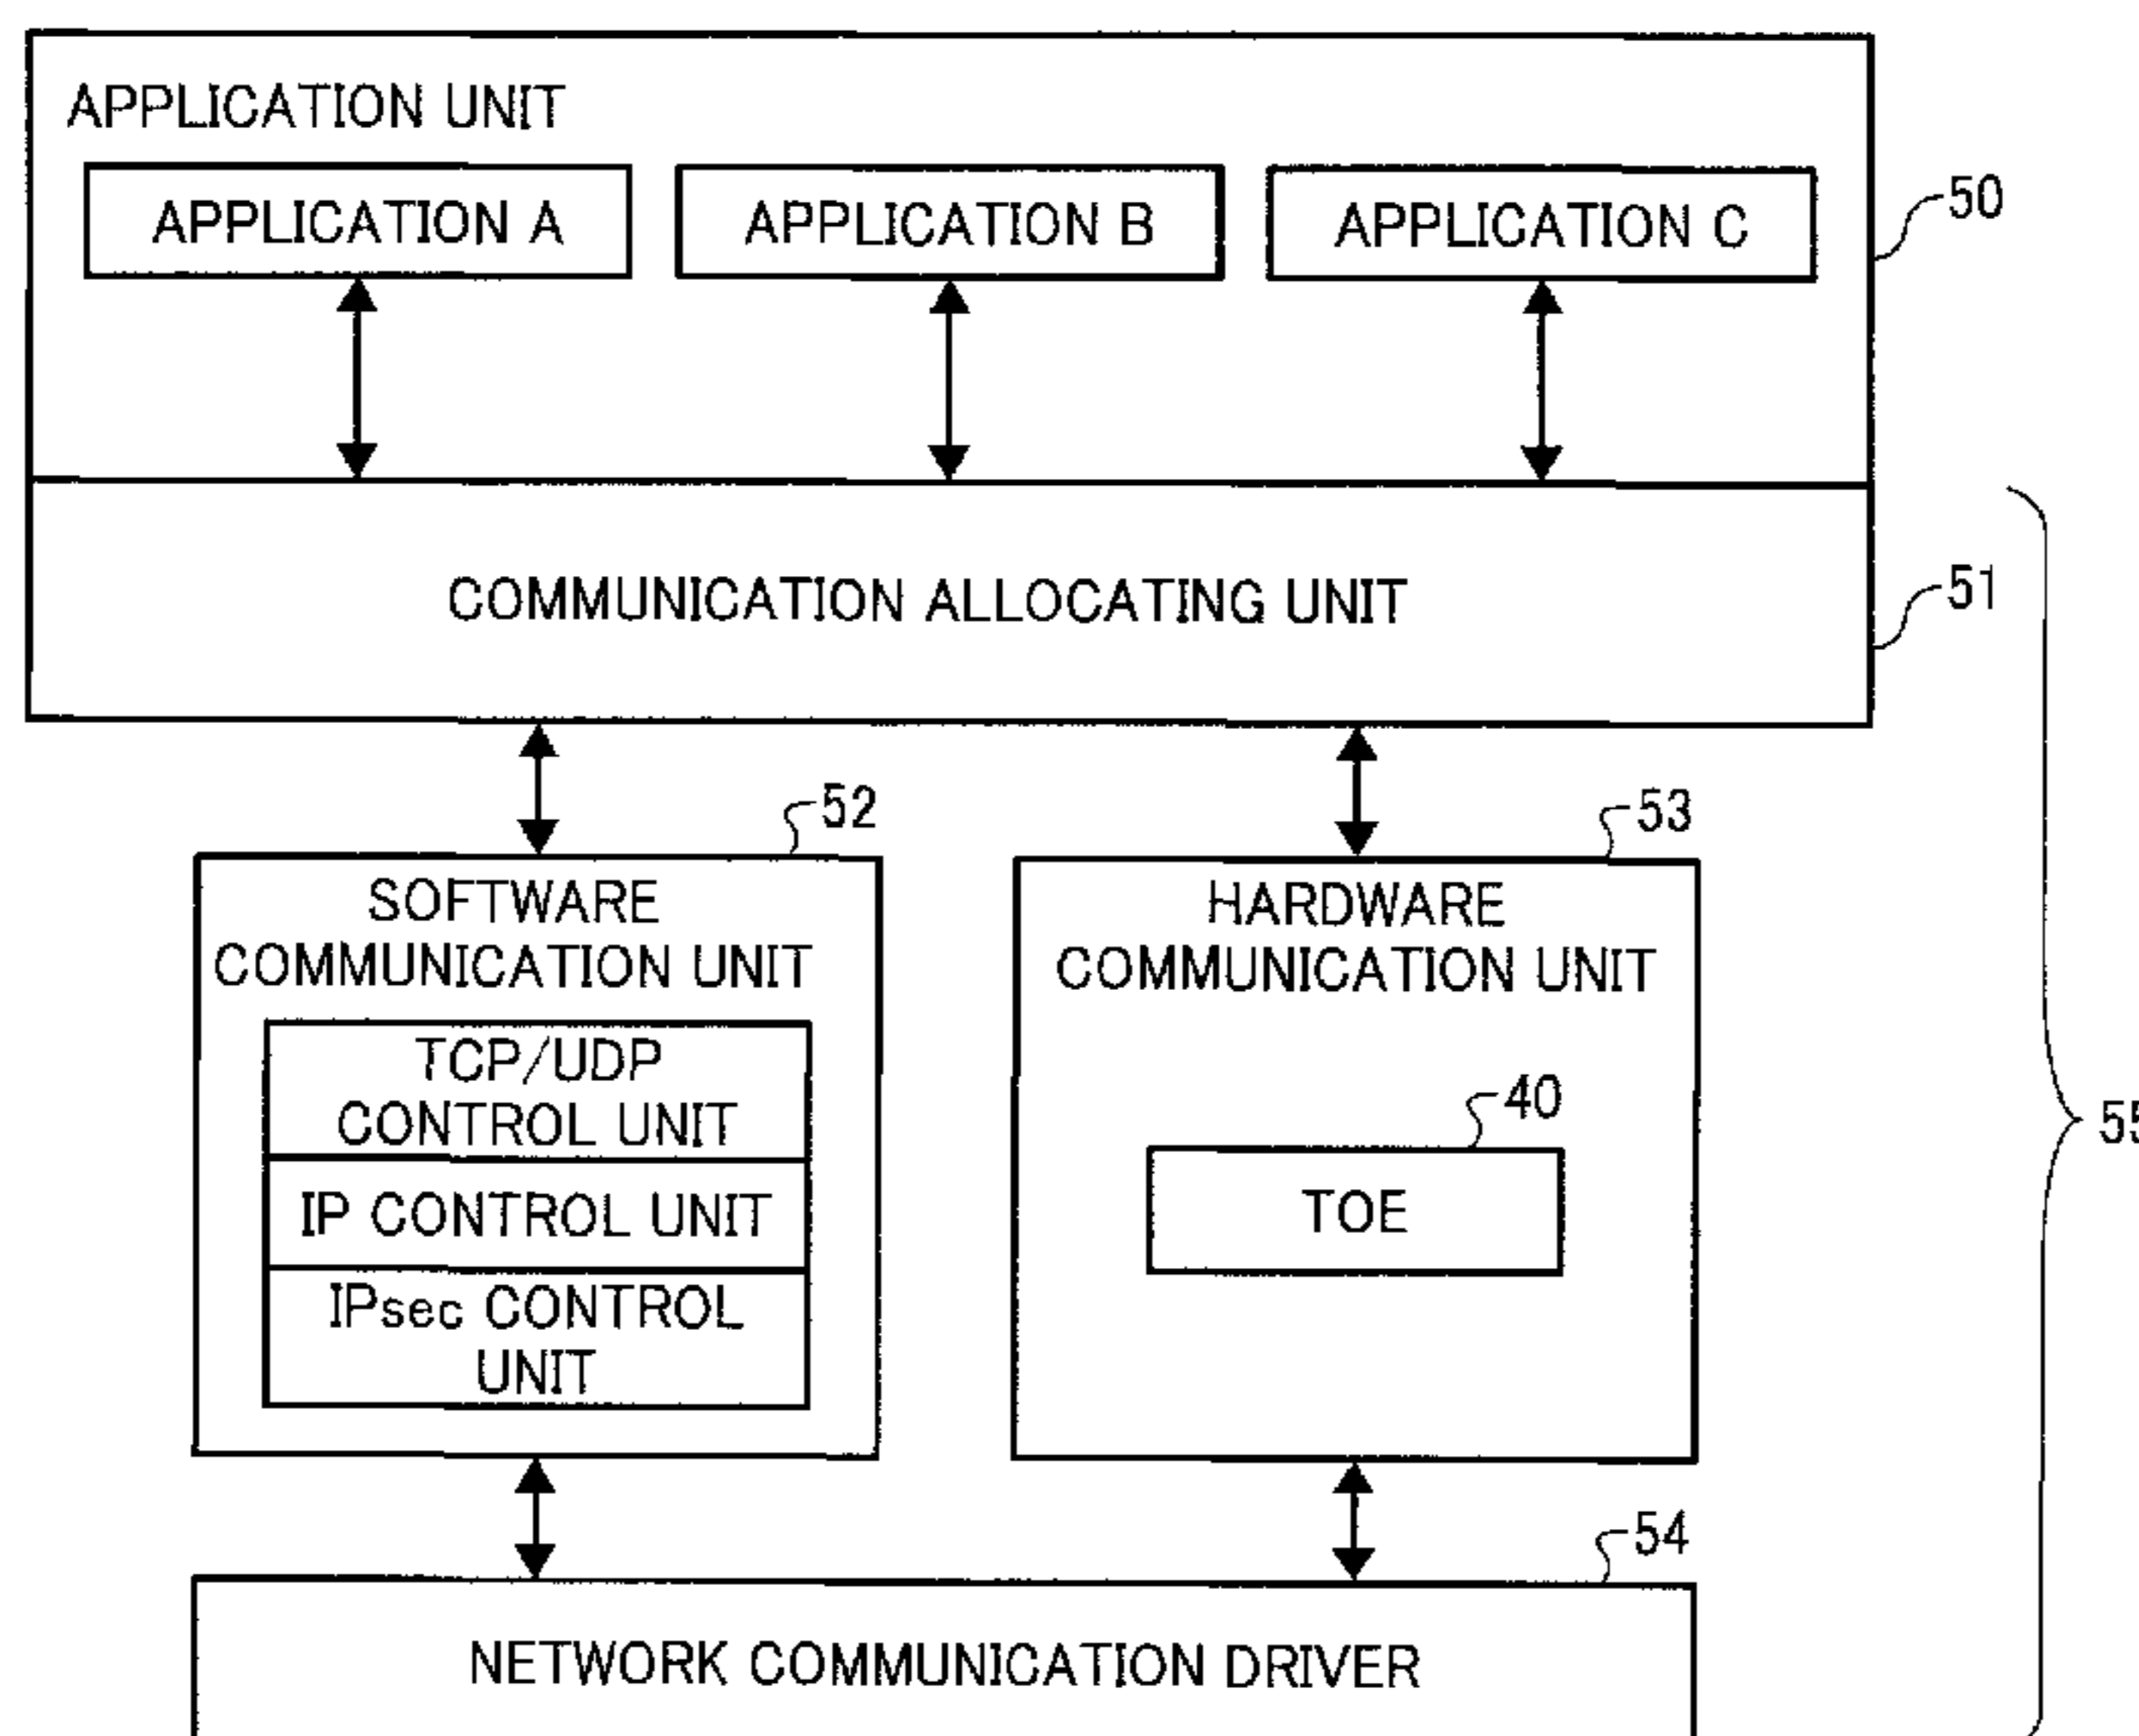 APPLICATION UNIT
APPLICATION A
APPLICATION B
APPLICATION C
50
COMMUNICATION ALLOCATING UNIT
51
52
53
SOFTWARE
COMMUNICATION UNIT
HARDWARE
COMMUNICATION UNIT
TCP/UDP
CONTROL UNIT
IP CONTROL UNIT
IPsec CONTROL
UNIT
40
TOE
55
54
NETWORK COMMUNICATION DRIVER